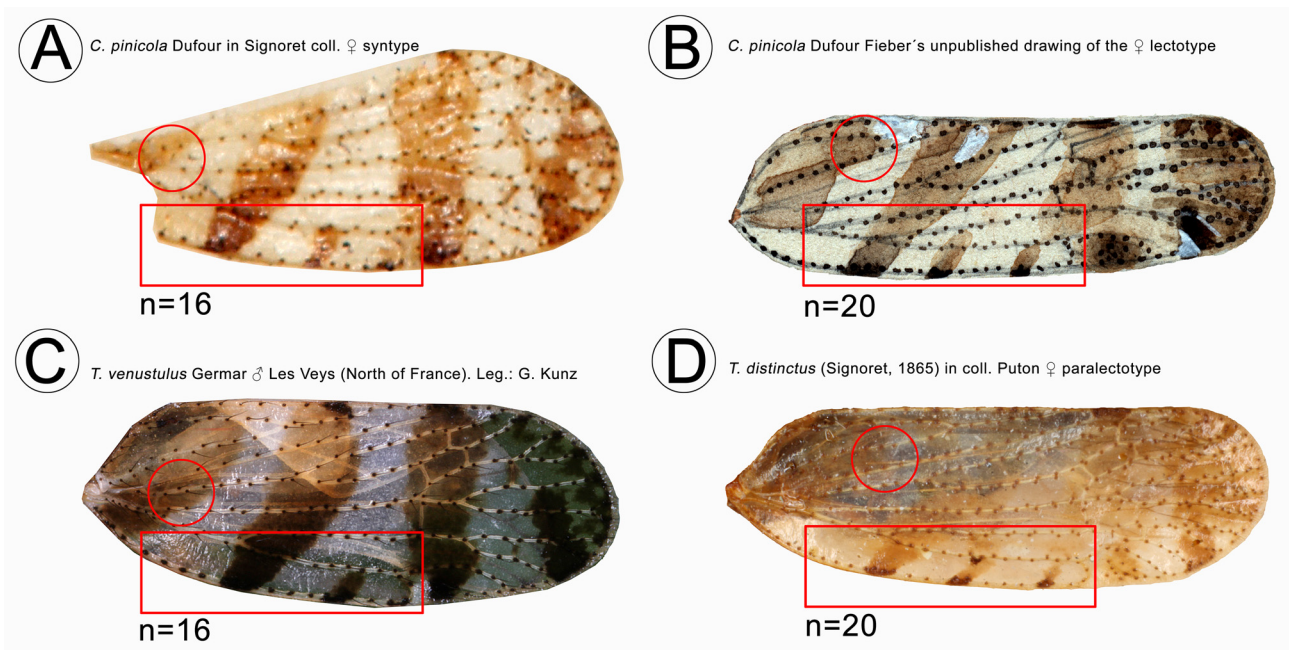 A
C. pinicola Dufour in Signoret coll. ♀ syntype
n=16
B
C. pinicola Dufour Fieber´s unpublished drawing of the ♀ lectotype
n=20
C
T. venustulus Germar ♂ Les Veys (North of France). Leg.: G. Kunz
n=16
D
T. distinctus (Signoret, 1865) in coll. Puton ♀ paralectotype
n=20